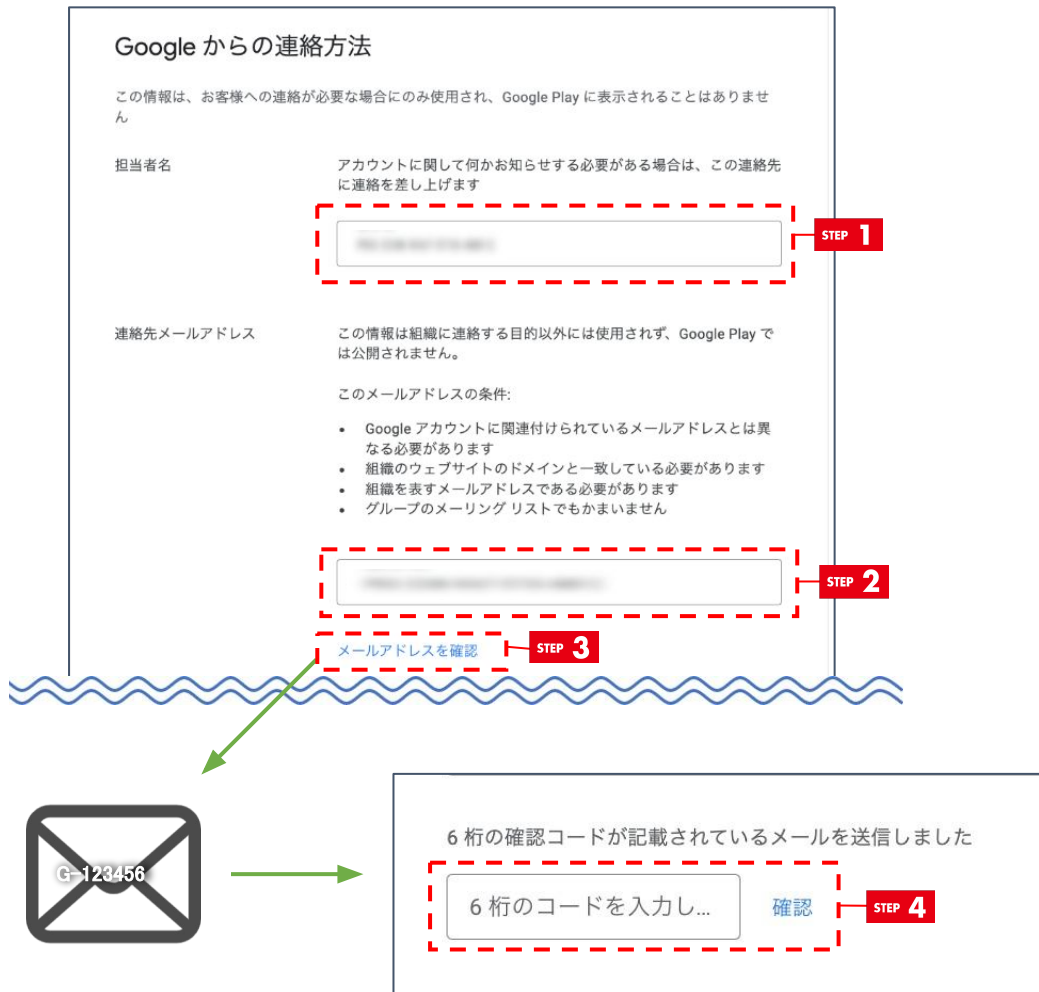 Google からの連絡方法
この情報は、お客様への連絡が必要な場合にのみ使用され、Google Play に表示されることはありませ
ん
担当者名
アカウントに関して何かお知らせする必要がある場合は、この連絡先
に連絡を差し上げます
STEP 1
連絡先メールアドレス
この情報は組織に連絡する目的以外には使用されず、Google Play で
は公開されません。
このメールアドレスの条件:
• Google アカウントに関連付けられているメールアドレスとは異
なる必要があります
• 組織のウェブサイトのドメインと一致している必要があります
• 組織を表すメールアドレスである必要があります
• グループのメーリング リストでもかまいません
STEP 2
メールアドレスを確認
STEP 3
G-123456
6 桁の確認コードが記載されているメールを送信しました
6 桁のコードを入力し...
確認
STEP 4